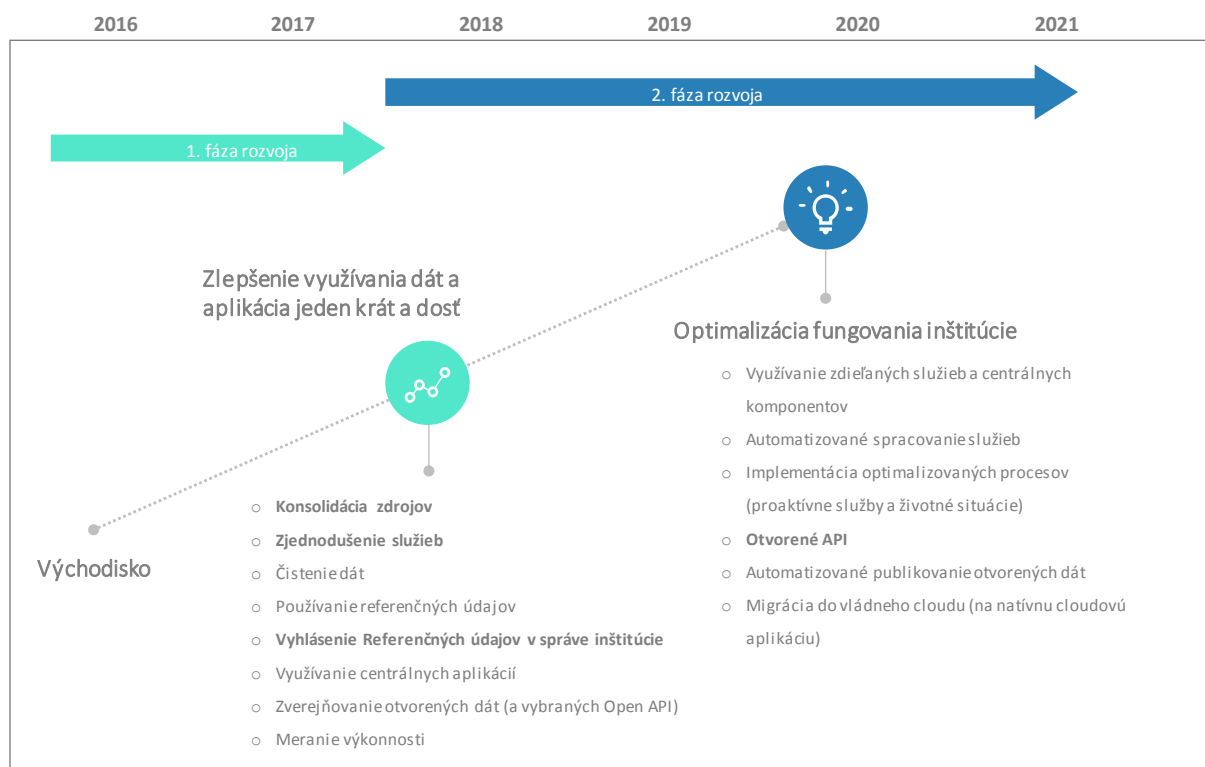 2016 2017 2018 2019 2020 2021
2. fáza rozvoja
1. fáza rozvoja
Zlepšenie využívania dát a
aplikácia jeden krát a dosť
Východisko
o Konsolidácia zdrojov
o Zjednodušenie služieb
o Čistenie dát
o Používanie referenčných údajov
o Vyhlásenie Referenčných údajov v správe inštitúcie
o Využívanie centrálnych aplikácií
o Zverejňovanie otvorených dát (a vybraných Open API)
o Meranie výkonnosti
Optimalizácia fungovania inštitúcie
o Využívanie zdieľaných služieb a centrálnych
komponentov
o Automatizované spracovanie služieb
o Implementácia optimalizovaných procesov
(proaktívne služby a životné situácie)
o Otvorené API
o Automatizované publikovanie otvorených dát
o Migrácia do vládneho cloudu (na natívnu cloudovú
aplikáciu)